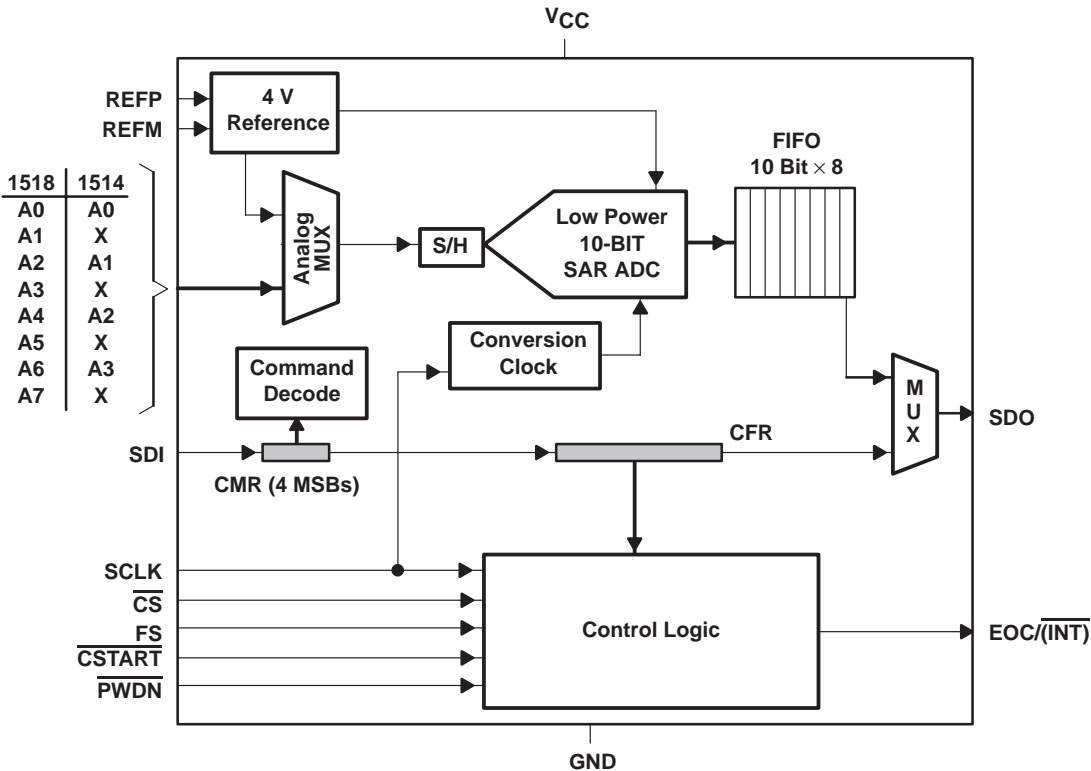 VCC
REFP
REFM
4 V
Reference
1518 1514
A0 A0
A1 X
A2 A1
A3 X
A4 A2
A5 X
A6 A3
A7 X
Analog
MUX
S/H
Low Power
10-BIT
SAR ADC
FIFO
10 Bit × 8
Conversion
Clock
Command
Decode
MUX
SDO
SDI
CMR (4 MSBs)
CFR
SCLK
CS
FS
CSTART
PWDN
Control Logic
EOC/(INT)
GND